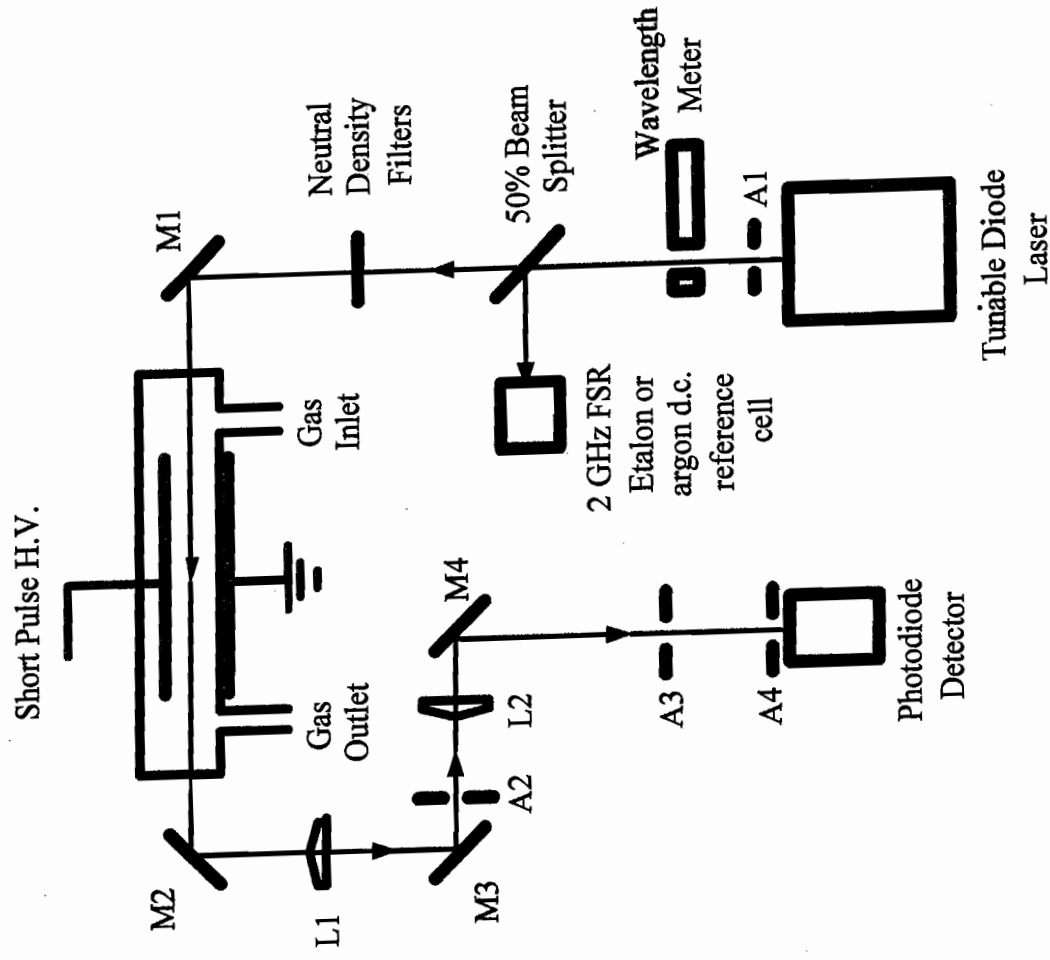 Short Pulse H.V.
M1
Neutral
Density
Filters
50% Beam
Splitter
Wavelength
Meter
A1
Tunable Diode
Laser
2 GHz FSR
Etalon or
argon d.c.
reference
cell
Gas
Inlet
Gas
Outlet
M2
L1
M3
A2
L2
M4
A3
A4
Photodiode
Detector